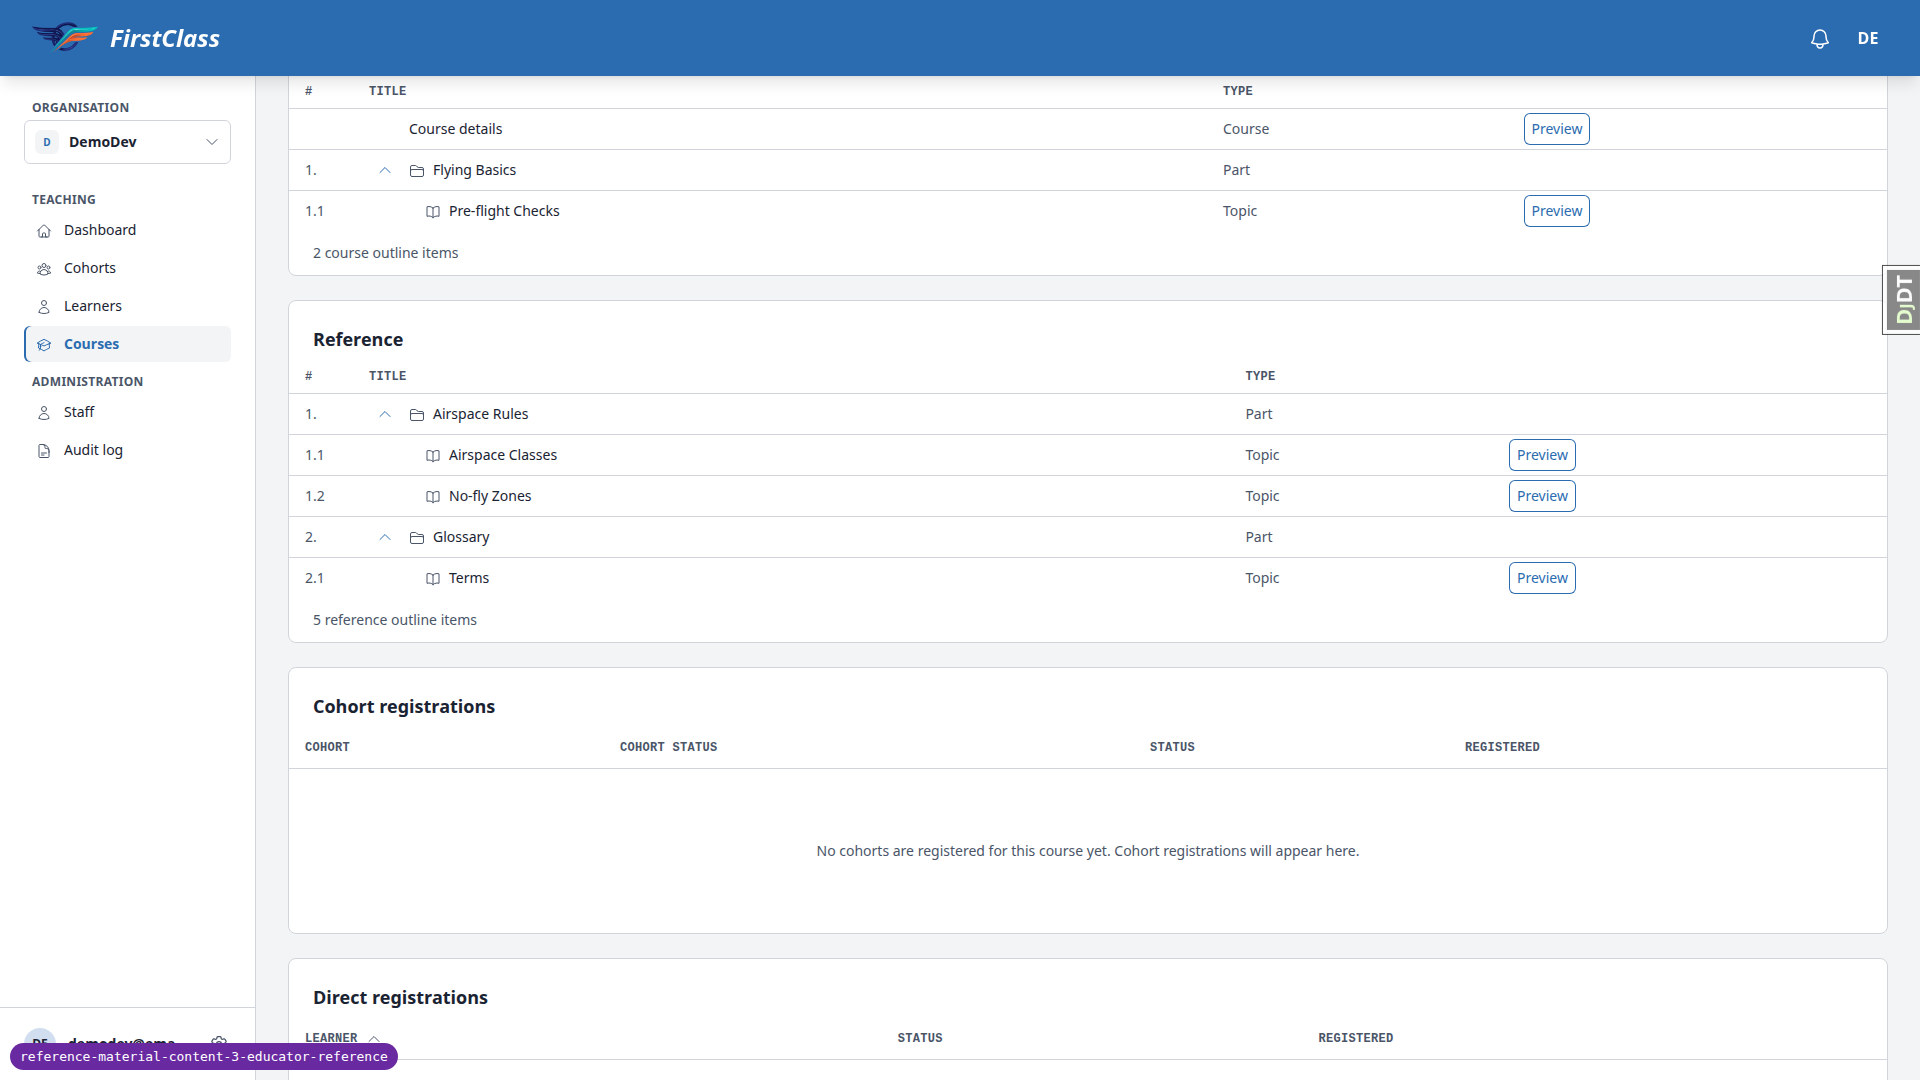 FirstClass
DE
ORGANISATION
D DemoDev
TEACHING
Dashboard
Cohorts
Learners
Courses
ADMINISTRATION
Staff
Audit log
# TITLE TYPE
Course details Course Preview
1. Flying Basics Part
1.1 Pre-flight Checks Topic Preview
2 course outline items
DjDT
Reference
# TITLE TYPE
1. Airspace Rules Part
1.1 Airspace Classes Topic Preview
1.2 No-fly Zones Topic Preview
2. Glossary Part
2.1 Terms Topic Preview
5 reference outline items
Cohort registrations
COHORT COHORT STATUS STATUS REGISTERED
No cohorts are registered for this course yet. Cohort registrations will appear here.
Direct registrations
LEARNER STATUS REGISTERED
reference-material-content-3-educator-reference